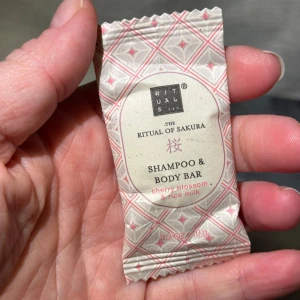 RIT
UAL
S...
®
THE
RITUAL OF SAKURA
桜
SHAMPOO &
BODY BAR
cherry blossom
& rice milk